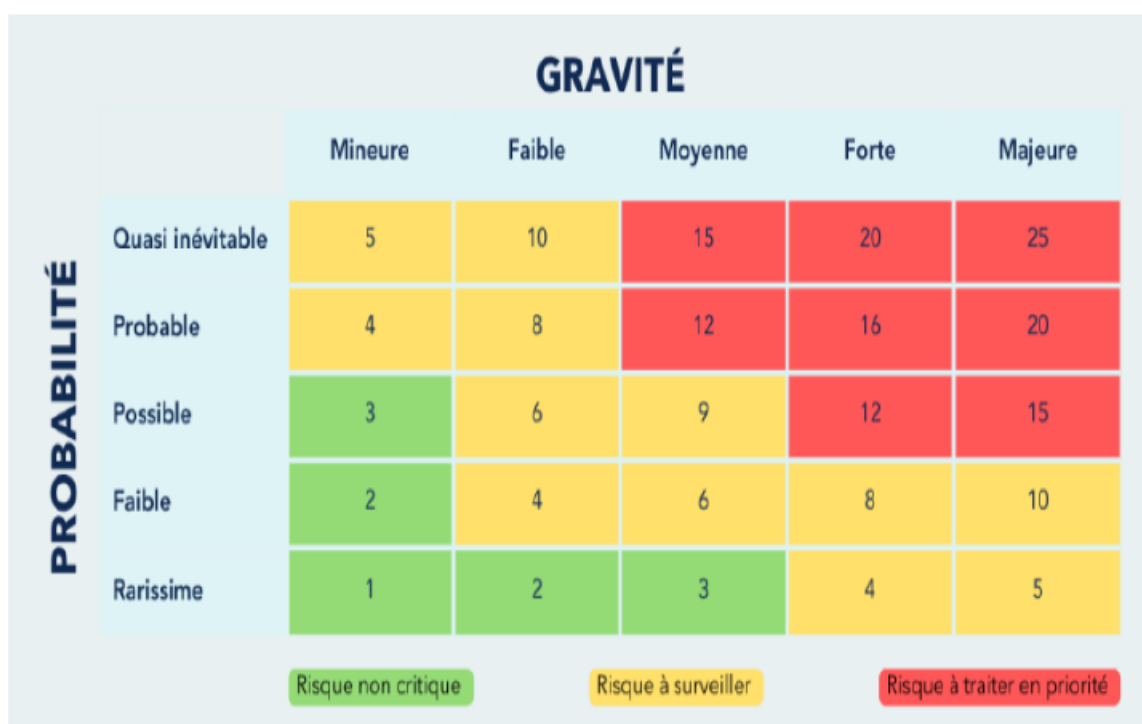 GRAVITÉ
Mineure Faible Moyenne Forte Majeure
PROBABILITÉ
Quasi inévitable 5 10 15 20 25
Probable 4 8 12 16 20
Possible 3 6 9 12 15
Faible 2 4 6 8 10
Rarissime 1 2 3 4 5
Risque non critique Risque à surveiller Risque à traiter en priorité